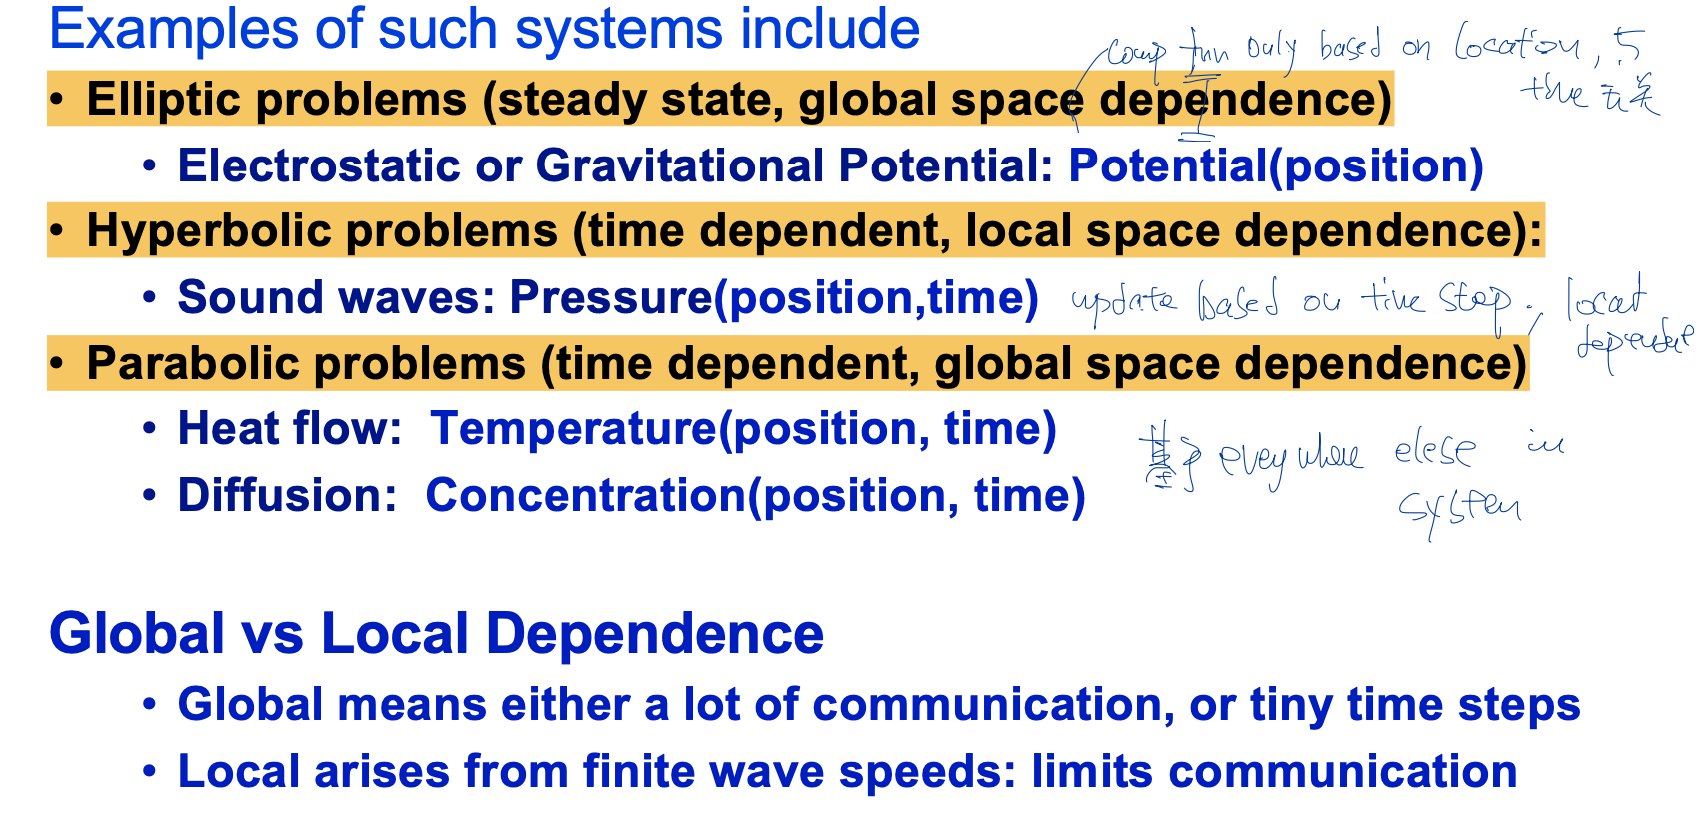 Examples of such systems include
comp fun only based on location, 与
time 无关
• Elliptic problems (steady state, global space dependence)
• Electrostatic or Gravitational Potential: Potential(position)
• Hyperbolic problems (time dependent, local space dependence):
• Sound waves: Pressure(position,time)
update based on time step. local
dependence
• Parabolic problems (time dependent, global space dependence)
• Heat flow: Temperature(position, time)
基于 eveywhere elese in
system
• Diffusion: Concentration(position, time)
Global vs Local Dependence
• Global means either a lot of communication, or tiny time steps
• Local arises from finite wave speeds: limits communication